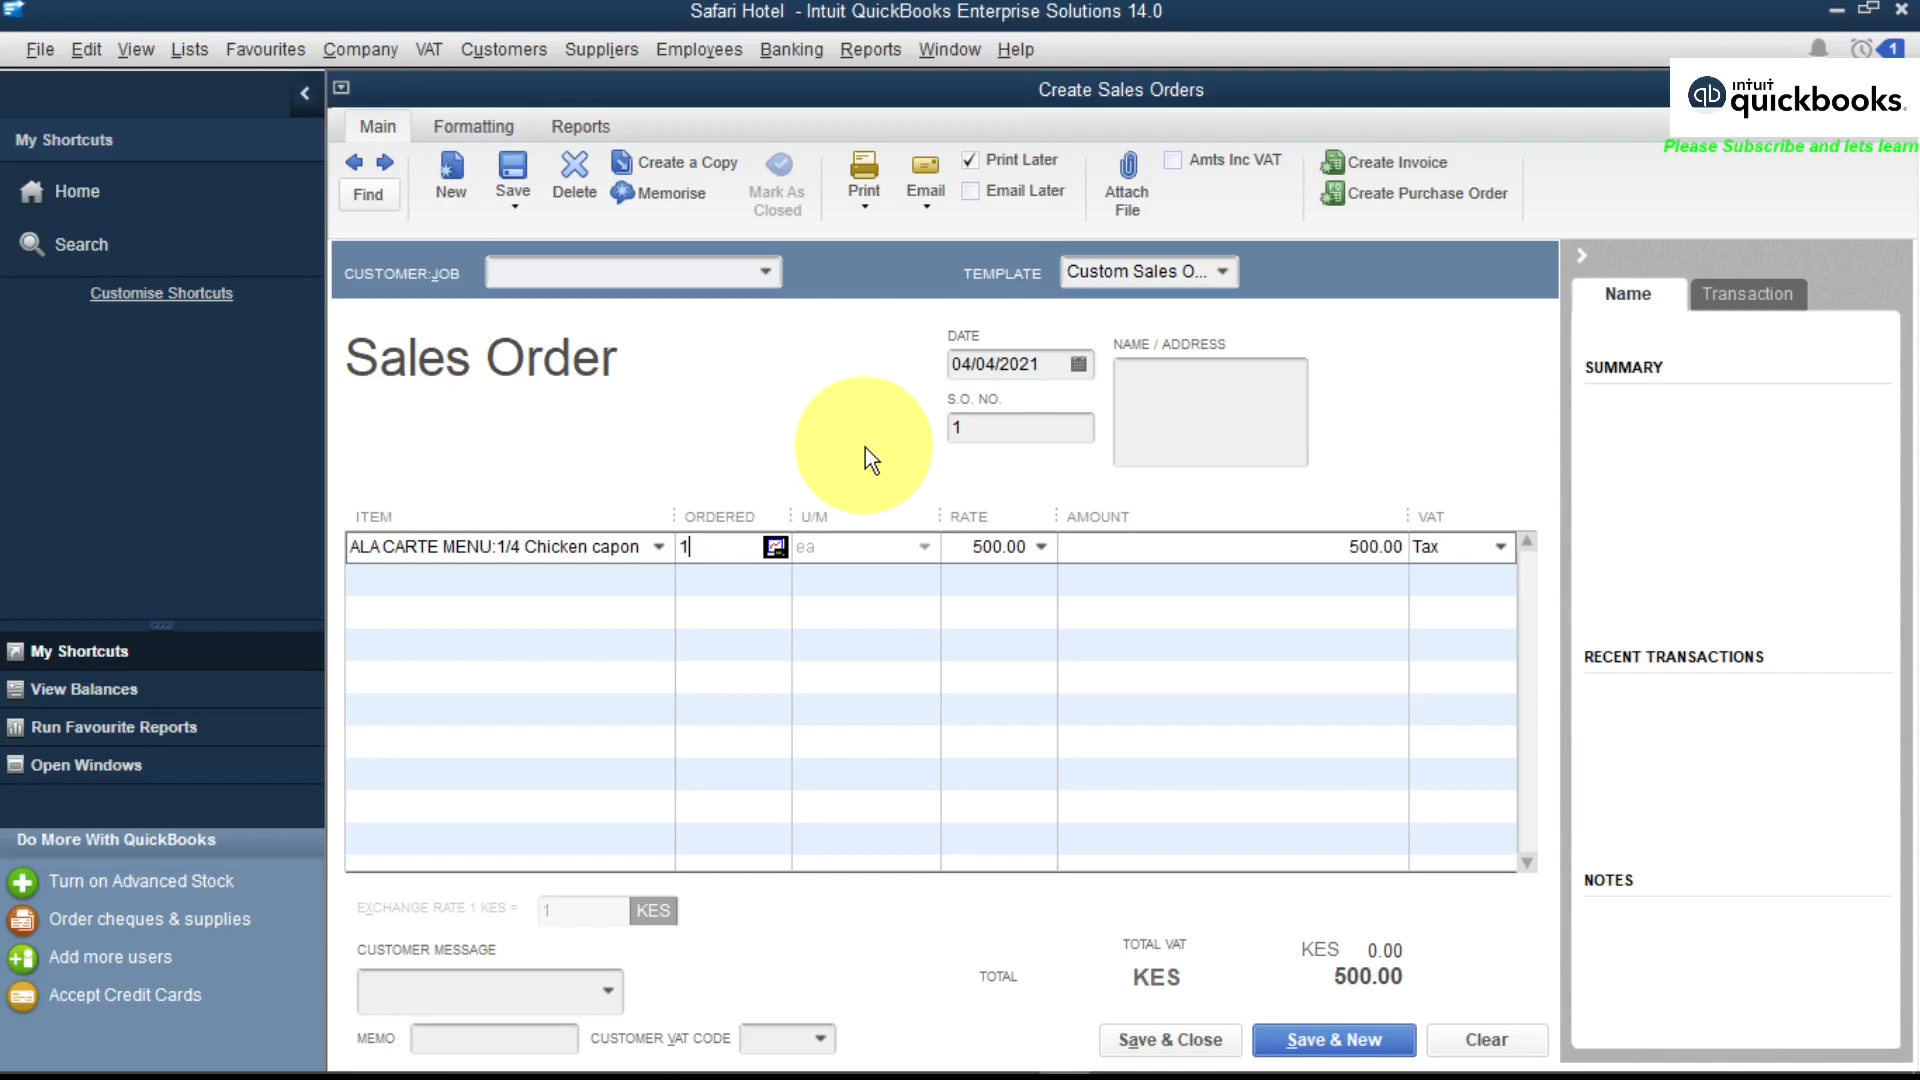 Safari Hotel - Intuit QuickBooks Enterprise Solutions 14.0
File Edit View Lists Favourites Company VAT Customers Suppliers Employees Banking Reports Window Help
1
Create Sales Orders
intuit
quickbooks.
Please Subscribe and lets learn
My Shortcuts
Home
Search
Customise Shortcuts
My Shortcuts
View Balances
Run Favourite Reports
Open Windows
Do More With QuickBooks
Turn on Advanced Stock
Order cheques & supplies
Add more users
Accept Credit Cards
Main Formatting Reports
Find
New
Save
Delete
Create a Copy
Memorise
Mark As
Closed
Print
Email
Print Later
Email Later
Attach
File
Amts Inc VAT
Create Invoice
Create Purchase Order
CUSTOMER:JOB
TEMPLATE Custom Sales O...
Sales Order
DATE
04/04/2021
S.O. NO.
1
NAME / ADDRESS
ITEM ORDERED U/M RATE AMOUNT VAT
ALA CARTE MENU:1/4 Chicken capon 1 ea 500.00 500.00 Tax
EXCHANGE RATE 1 KES = 1 KES
CUSTOMER MESSAGE
TOTAL VAT KES 0.00
TOTAL KES 500.00
MEMO CUSTOMER VAT CODE
Save & Close Save & New Clear
Name Transaction
SUMMARY
RECENT TRANSACTIONS
NOTES